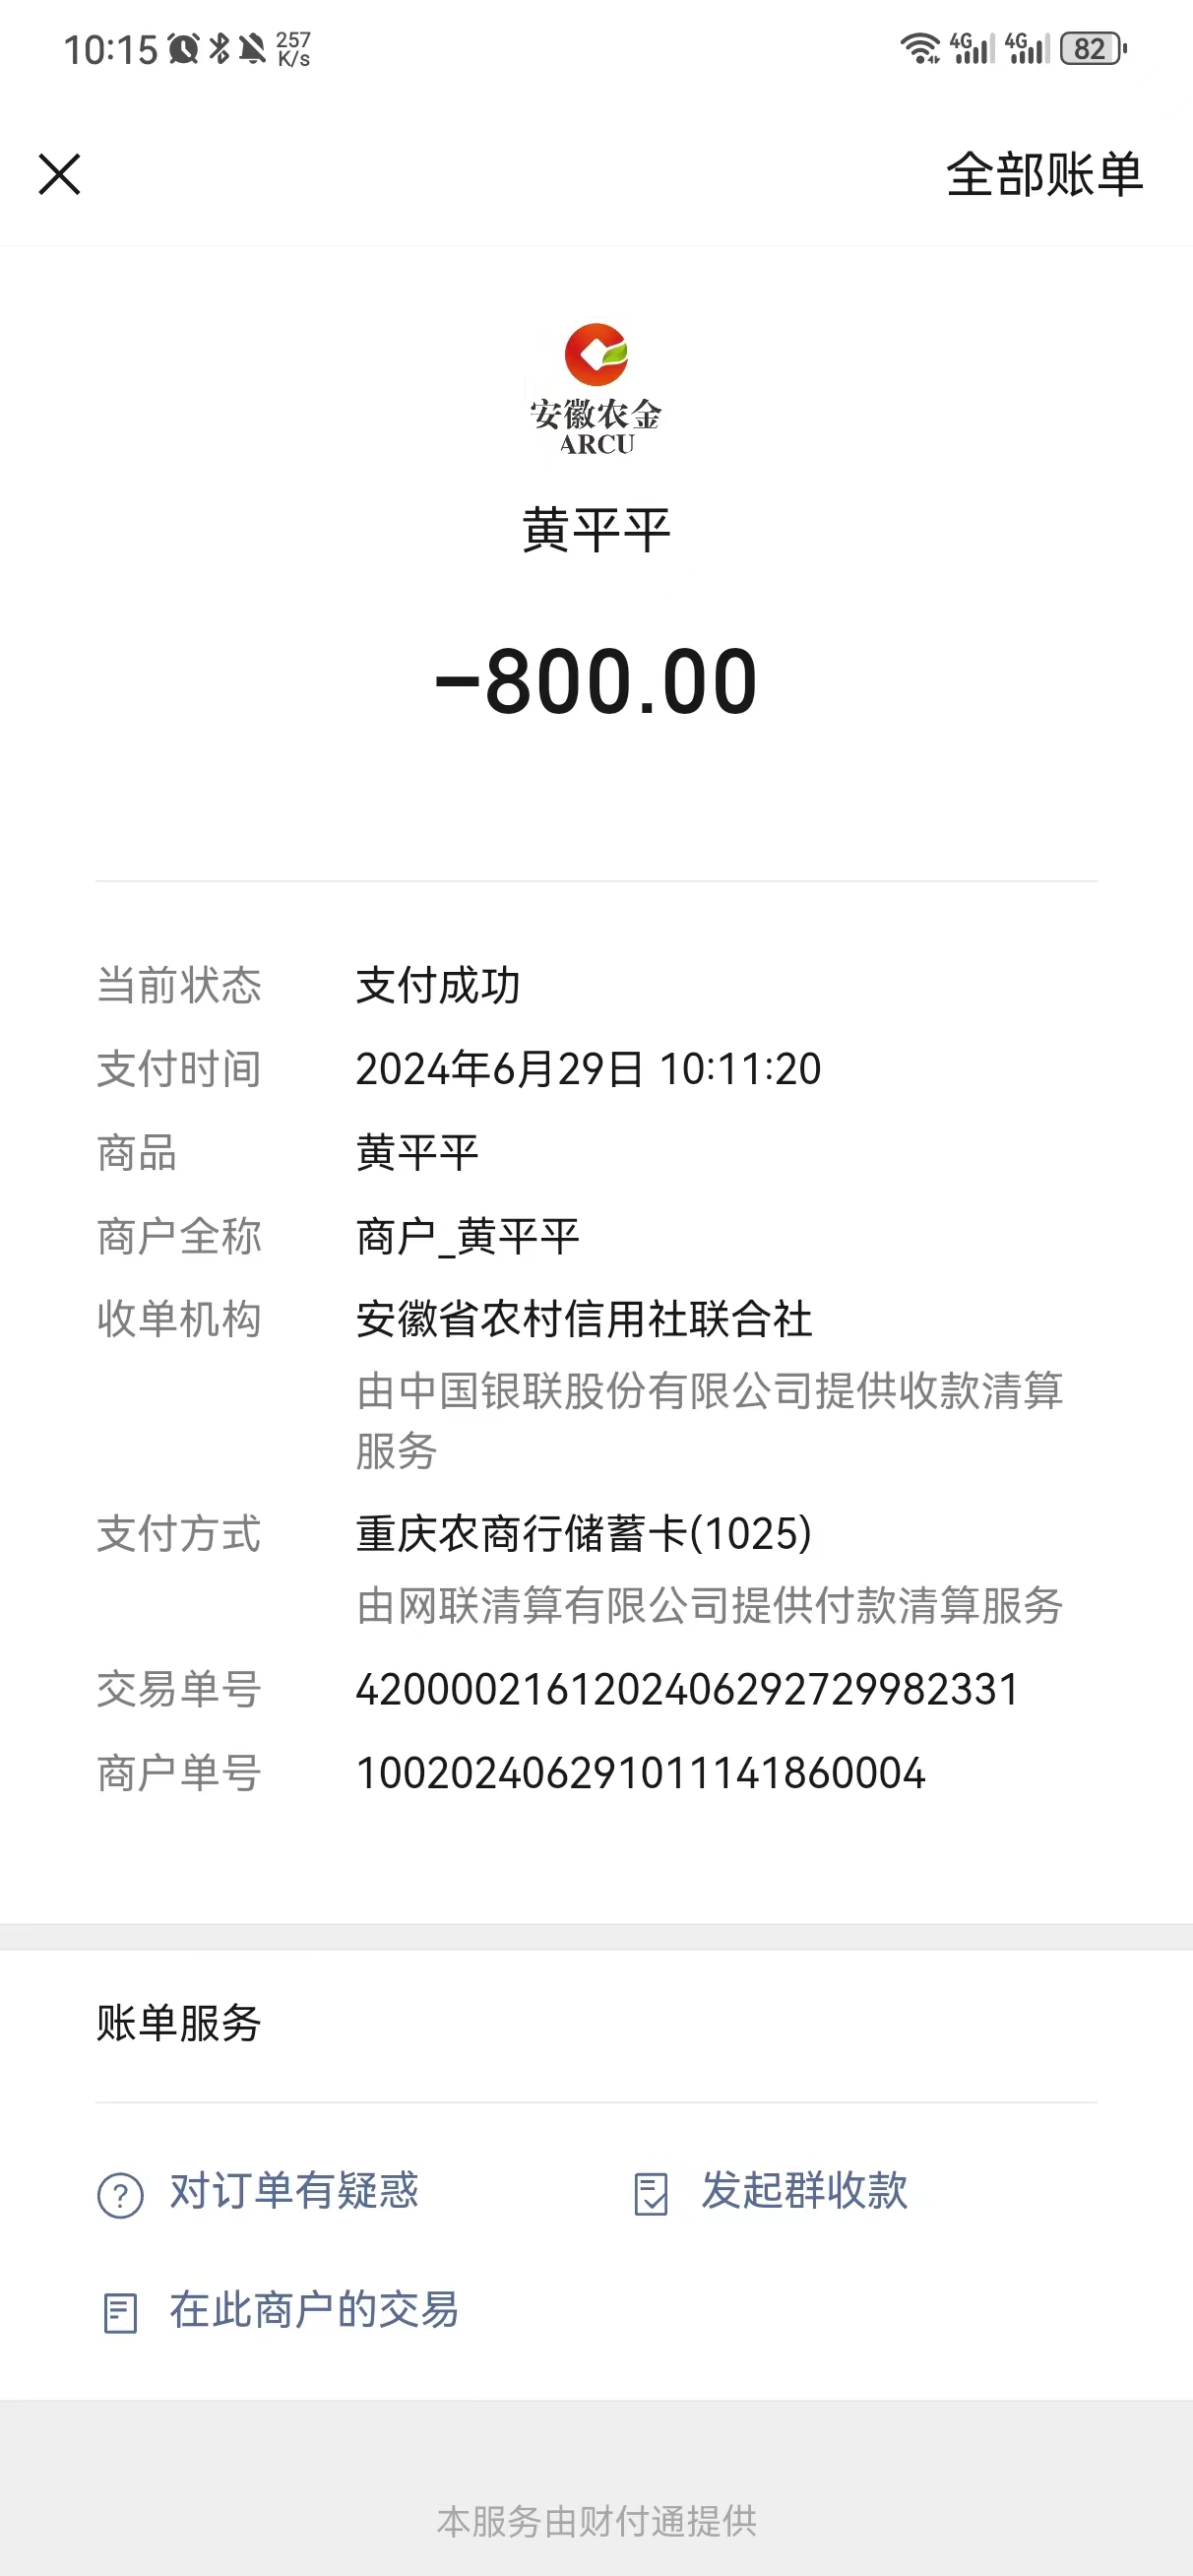 10:15 257 K/s 4G 4G 82
全部账单
安徽农金
ARCU
黄平平
-800.00
当前状态 支付成功
支付时间 2024年6月29日 10:11:20
商品 黄平平
商户全称 商户_黄平平
收单机构 安徽省农村信用社联合社
由中国银联股份有限公司提供收款清算
服务
支付方式 重庆农商行储蓄卡(1025)
由网联清算有限公司提供付款清算服务
交易单号 4200002161202406292729982331
商户单号 100202406291011141860004
账单服务
对订单有疑惑 发起群收款
在此商户的交易
本服务由财付通提供